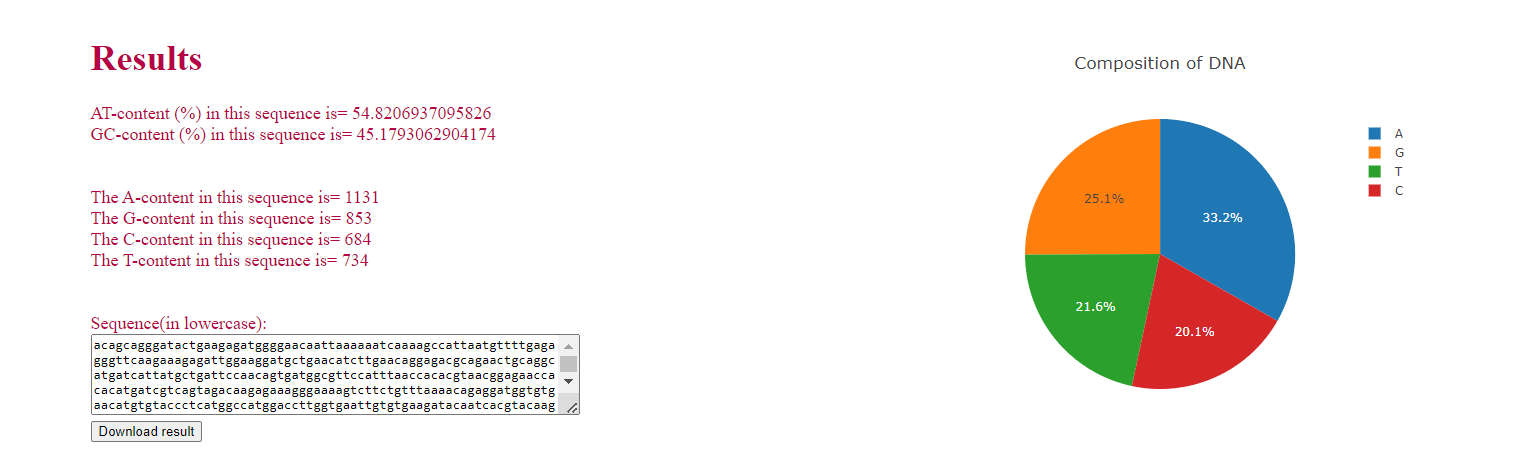 Results
AT-content (%) in this sequence is= 54.8206937095826
GC-content (%) in this sequence is= 45.1793062904174
The A-content in this sequence is= 1131
The G-content in this sequence is= 853
The C-content in this sequence is= 684
The T-content in this sequence is= 734
Sequence(in lowercase):
acagcagggatactgaagagatggggaacaattaaaaaatcaaaagccattaatgttttgaga
gggttcaagaaagagattggaaggatgctgaacatcttgaacaggagacgcagaactgcaggc
atgatcattatgctgattccaacagtgatggcgttccatttaaccacacgtaacggagaacca
cacatgatcgtcagtagacaagagaaagggaaaagtcttctgtttaaaacagaggatggtgtg
aacatgtgtaccctcatggccatggaccttggtgaattgtgtgaagatacaatcacgtacaag
Download result
Composition of DNA
A
G
T
C
25.1%
33.2%
21.6%
20.1%